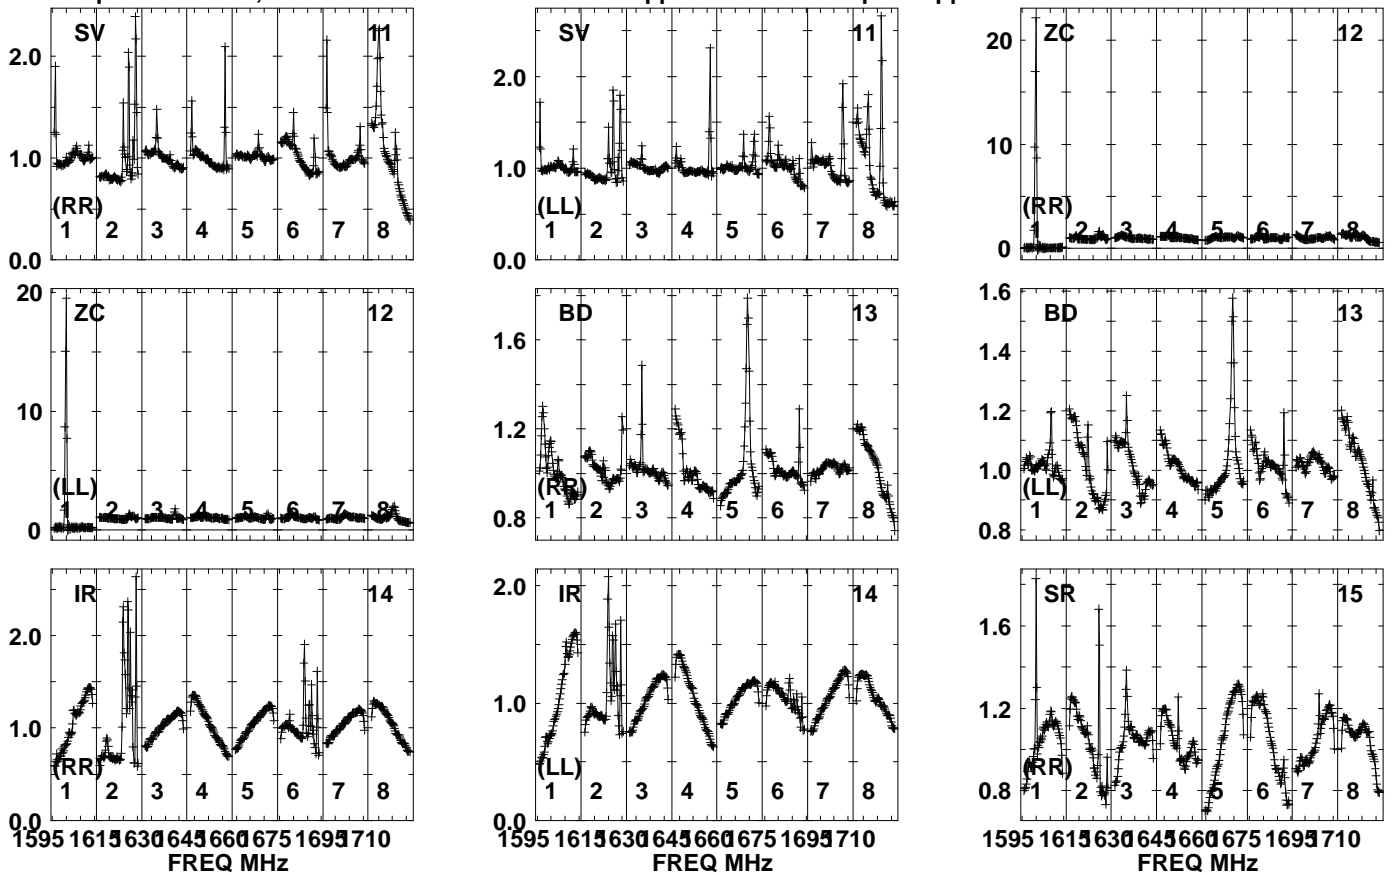 SV 11 SV 11 ZC 12
2.0 2.0 20
1.0 1.0 10
(RR) (LL) (RR)
1 2 3 4 5 6 7 8 1 2 3 4 5 6 7 8 1 2 3 4 5 6 7 8
0.0 0.0 0
ZC 12 BD 13 BD 13
20 1.6 1.6
1.4
10 1.2 1.2
1.0
(LL) (RR) (LL)
1 2 3 4 5 6 7 8 1 2 3 4 5 6 7 8 1 2 3 4 5 6 7 8
0 0.8 0.8
IR 14 IR 14 SR 15
2.0 2.0 1.6
1.0 1.0 1.2
(RR) (LL) (RR)
1 2 3 4 5 6 7 8 1 2 3 4 5 6 7 8 1 2 3 4 5 6 7 8
0.0 0.0 0.8
1595 1615 1630 1645 1660 1675 1695 1710 1595 1615 1630 1645 1660 1675 1695 1710 1595 1615 1630 1645 1660 1675 1695 1710
FREQ MHz FREQ MHz